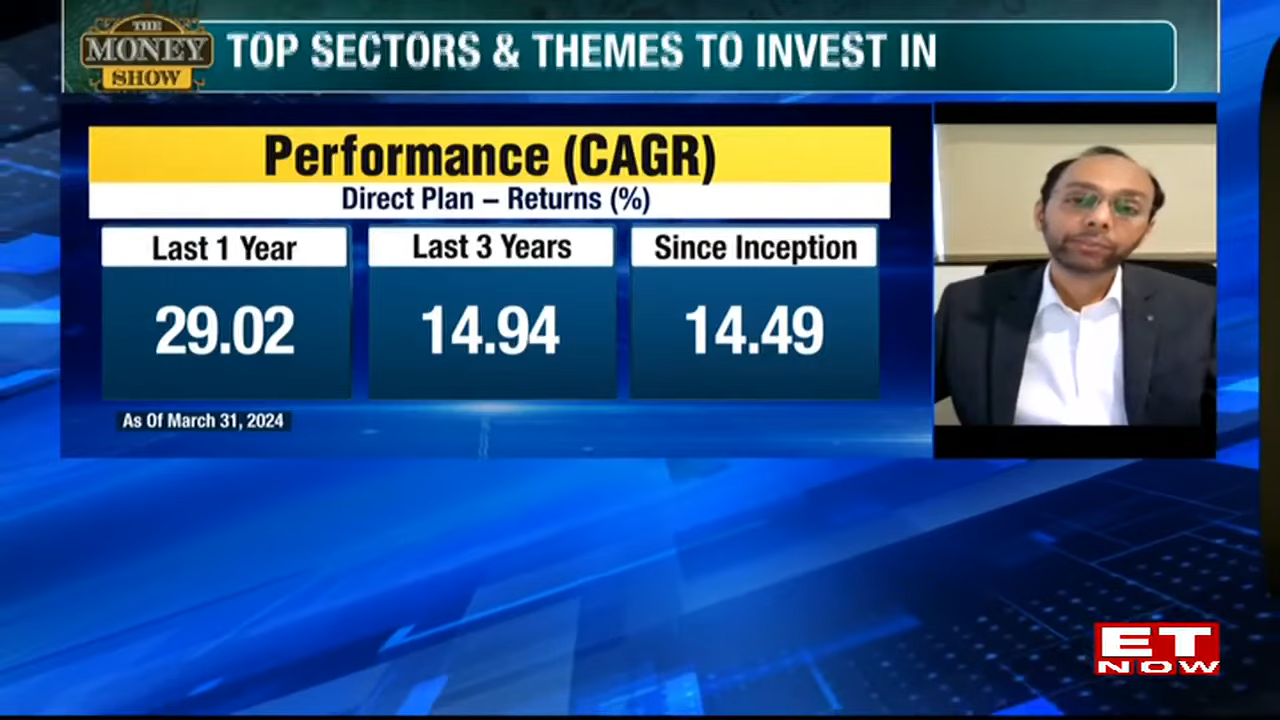 THE
MONEY
SHOW
TOP SECTORS & THEMES TO INVEST IN
Performance (CAGR)
Direct Plan – Returns (%)
Last 1 Year
Last 3 Years
Since Inception
29.02
14.94
14.49
As Of March 31, 2024
ET
NOW